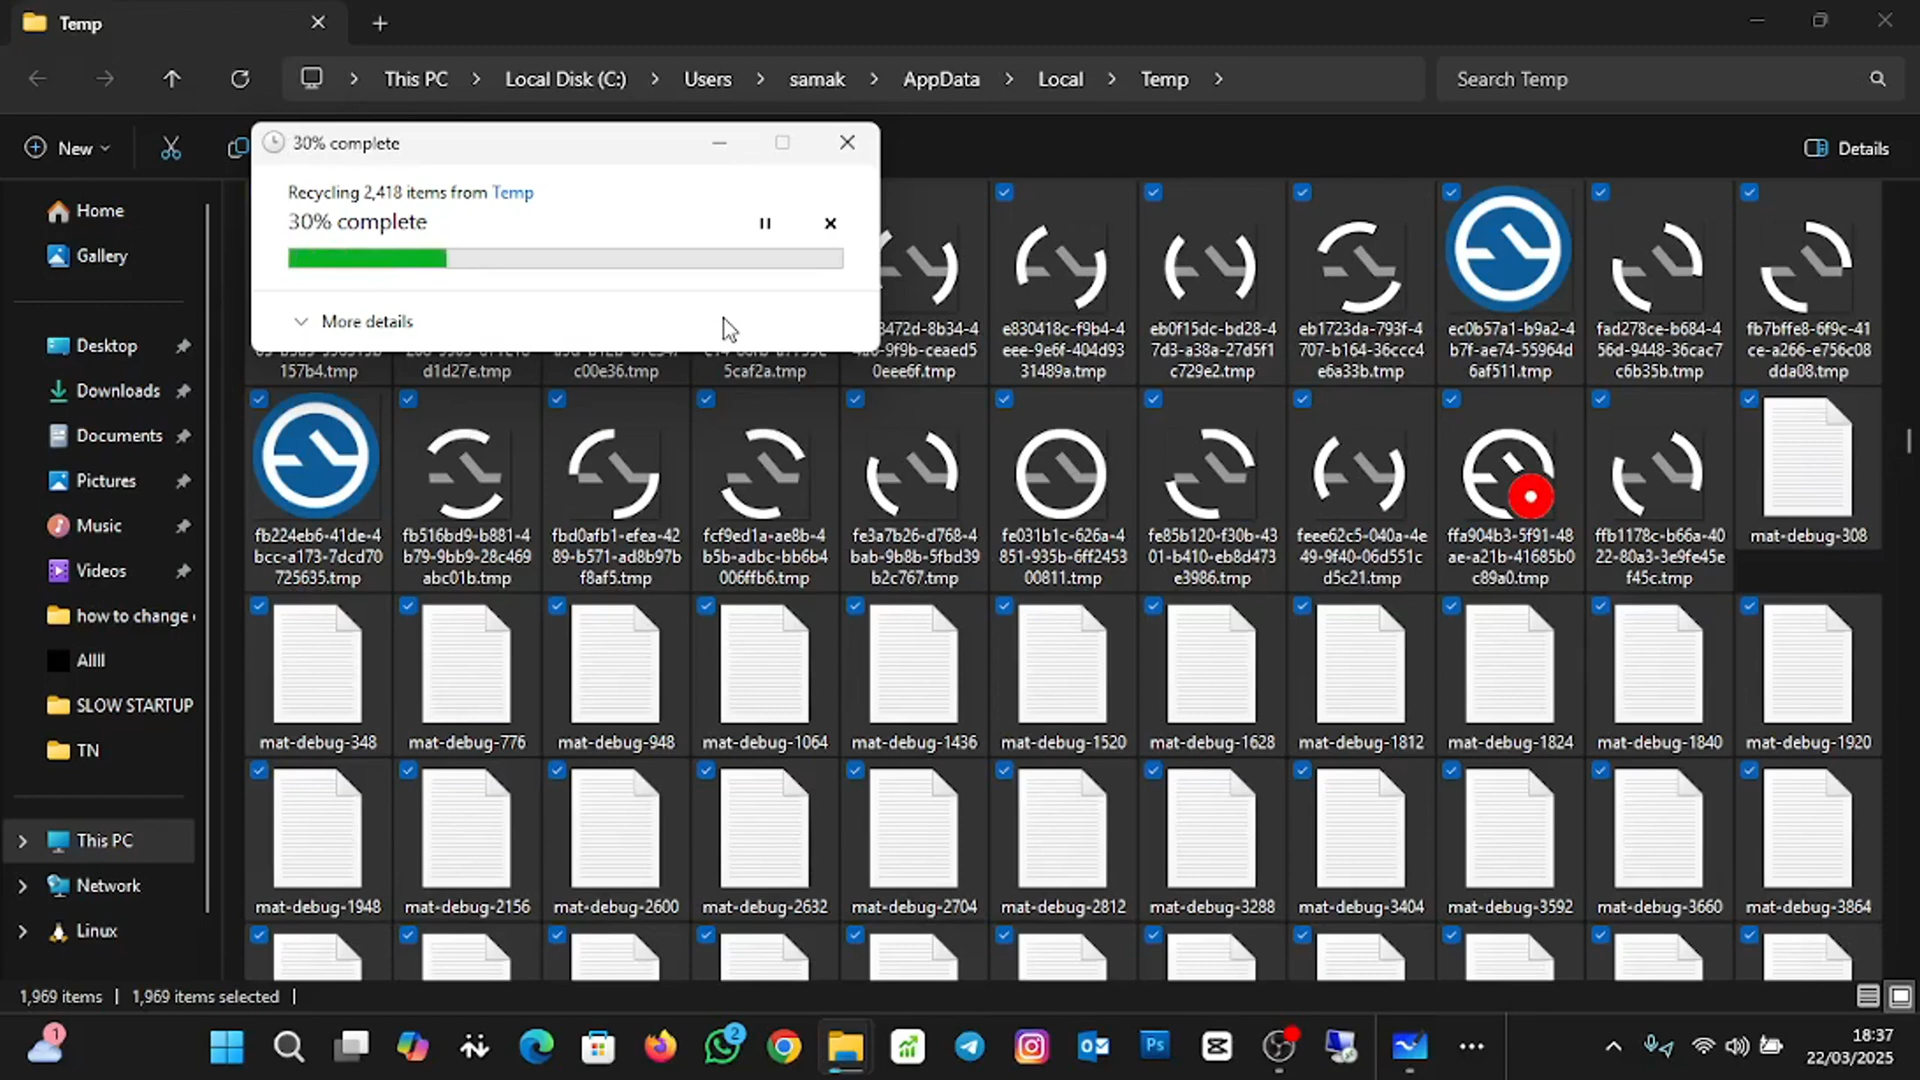 Temp
This PC
Local Disk (C:)
Users
samak
AppData
Local
Temp
Search Temp
New
Details
30% complete
Recycling 2,418 items from Temp
30% complete
More details
Home
Gallery
Desktop
Downloads
Documents
Pictures
Music
Videos
how to change
Allll
SLOW STARTUP
TN
This PC
Network
Linux
157b4.tmp
d1d27e.tmp
c00e36.tmp
5caf2a.tmp
0eee6f.tmp
e830418c-f9b4-4
eee-9e6f-404d93
31489a.tmp
eb0f15dc-bd28-4
7d3-a38a-27d5f1
c729e2.tmp
eb1723da-793f-4
707-b164-36ccc4
e6a33b.tmp
ec0b57a1-b9a2-4
b7f-ae74-55964d
6af511.tmp
fad278ce-b684-4
56d-9448-36cac7
c6b35b.tmp
fb7bffe8-6f9c-41
ce-a266-e756c08
dda08.tmp
fb224eb6-41de-4
bcc-a173-7dcd70
725635.tmp
fb516bd9-b881-4
b79-9bb9-28c469
abc01b.tmp
fbd0afb1-efea-42
89-b571-ad8b97b
f8af5.tmp
fcf9ed1a-ae8b-4
b5b-adbc-bb6b4
006ffb6.tmp
fe3a7b26-d768-4
bab-9b8b-5fbd39
b2c767.tmp
fe031b1c-626a-4
851-935b-6ff2453
00811.tmp
fe85b120-f30b-43
01-b410-eb8d473
e3986.tmp
feee62c5-040a-4e
49-9f40-06d551c
d5c21.tmp
ffa904b3-5f91-48
ae-a21b-41685b0
c89a0.tmp
ffb1178c-b66a-40
22-80a3-3e9fe45e
f45c.tmp
mat-debug-308
mat-debug-348
mat-debug-776
mat-debug-948
mat-debug-1064
mat-debug-1436
mat-debug-1520
mat-debug-1628
mat-debug-1812
mat-debug-1824
mat-debug-1840
mat-debug-1920
mat-debug-1948
mat-debug-2156
mat-debug-2600
mat-debug-2632
mat-debug-2704
mat-debug-2812
mat-debug-3288
mat-debug-3404
mat-debug-3592
mat-debug-3660
mat-debug-3864
1,969 items
1,969 items selected
1
2
Ps
18:37
22/03/2025